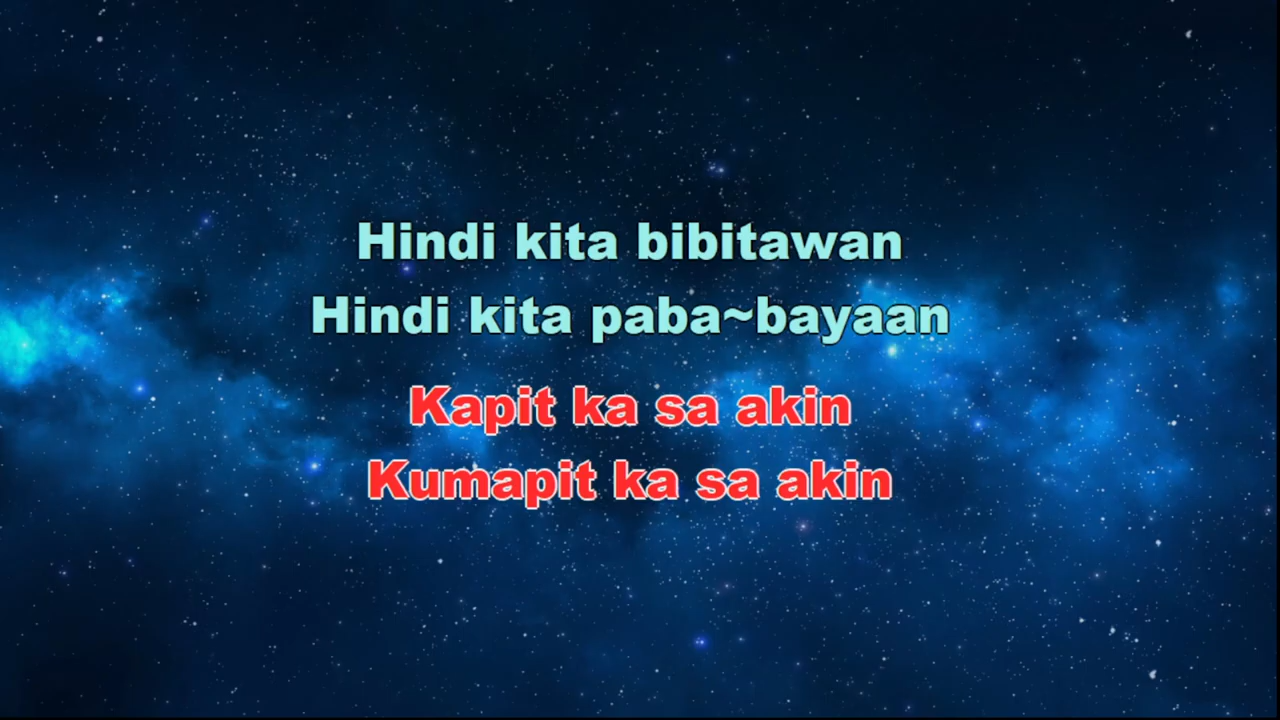 Hindi kita bibitawan
Hindi kita paba~bayaan
Kapit ka sa akin
Kumapit ka sa akin